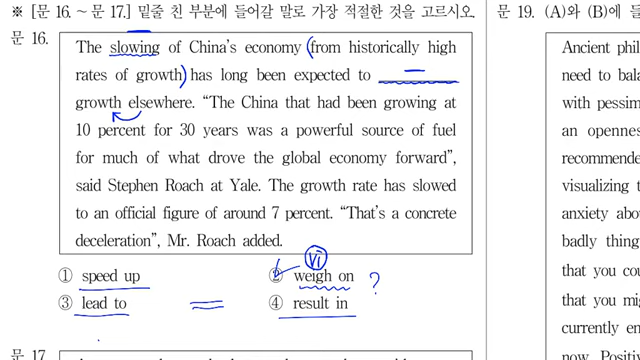 ※ [문 16. ~ 문 17.] 밑줄 친 부분에 들어갈 말로 가장 적절한 것을 고르시오.
문 16.
The slowing of China's economy (from historically high
rates of growth) has long been expected to
growth elsewhere. “The China that had been growing at
10 percent for 30 years was a powerful source of fuel
for much of what drove the global economy forward”,
said Stephen Roach at Yale. The growth rate has slowed
to an official figure of around 7 percent. “That's a concrete
deceleration”, Mr. Roach added.
vi
① speed up ② weigh on ?
③ lead to ④ result in
문 17
문 19. (A)와 (B)에
Ancient phil
need to bala
with pessim
an openness
recommende
visualizing t
anxiety abou
badly thing
that you cou
that you mig
currently en